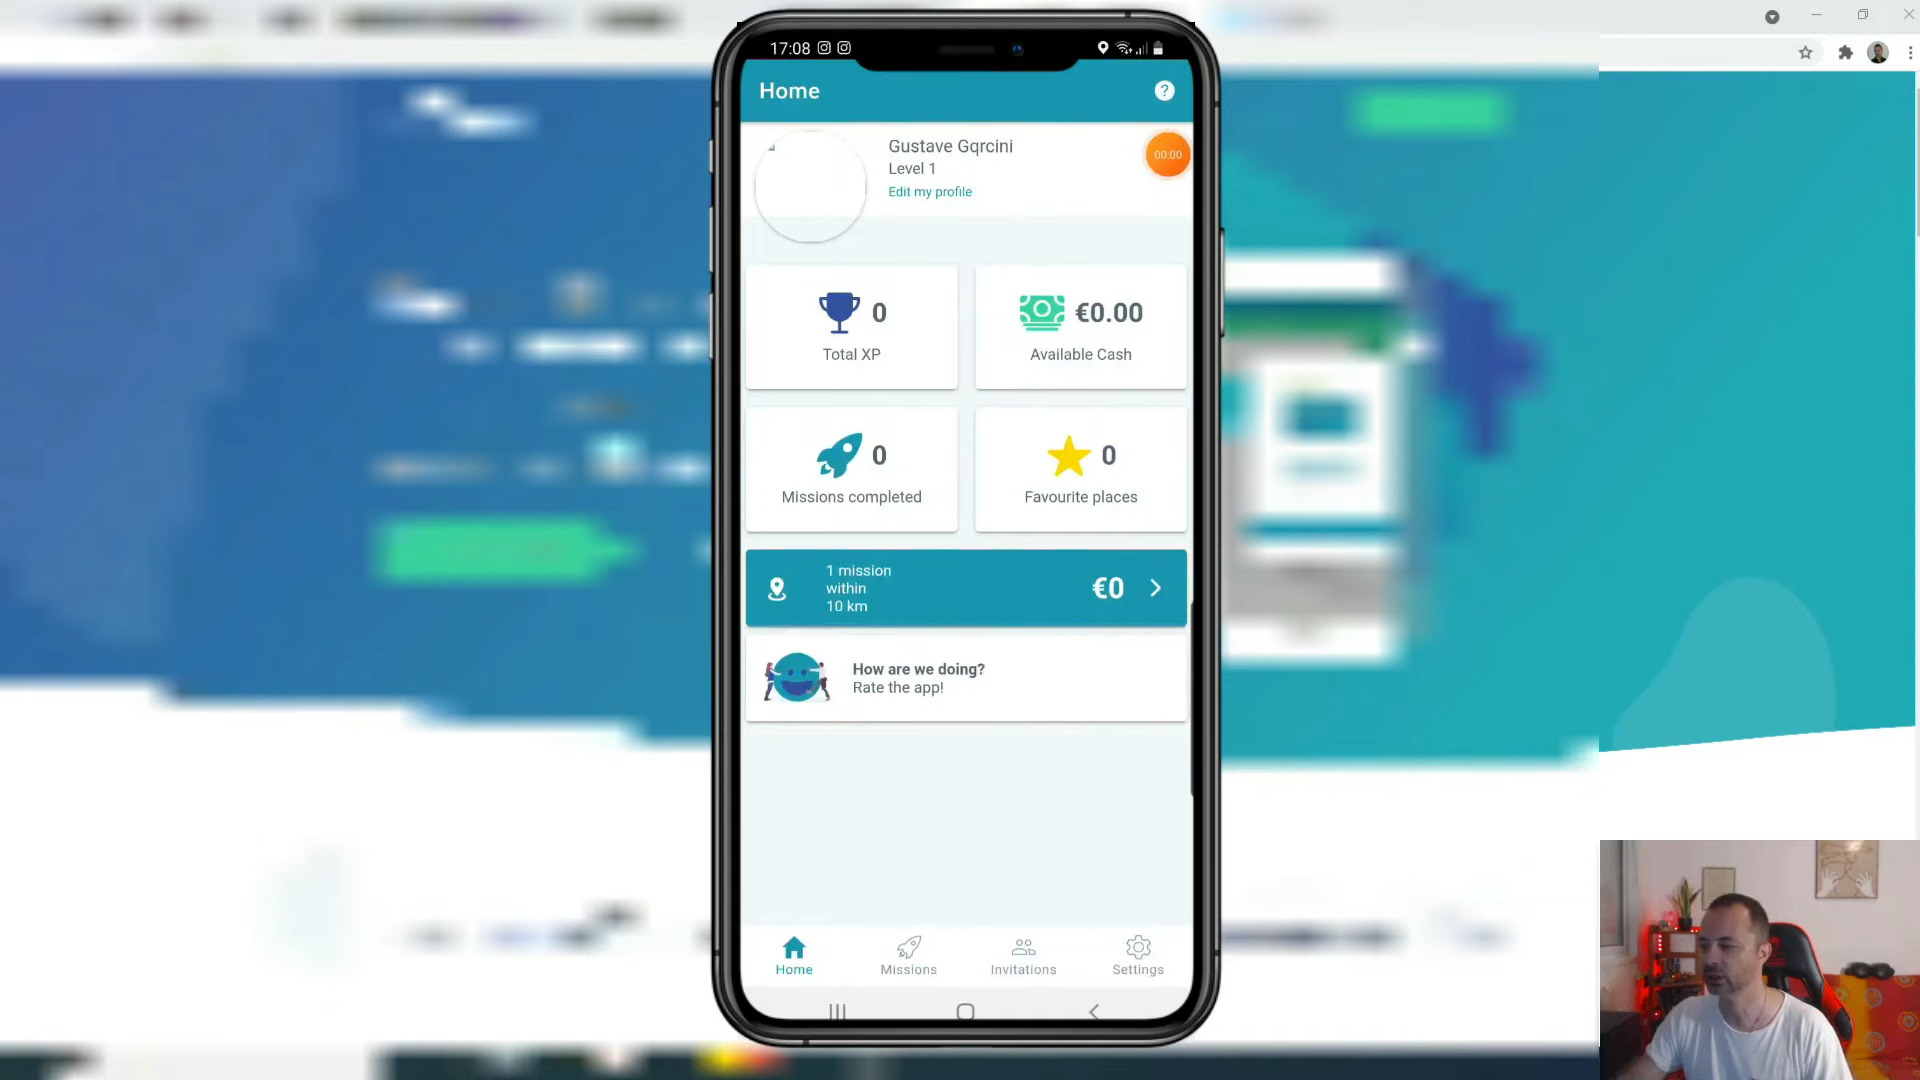 17:08
Home
?
Gustave Gqrcini
Level 1
Edit my profile
00:00
0
Total XP
€0.00
Available Cash
0
Missions completed
0
Favourite places
1 mission
within
10 km
€0
How are we doing?
Rate the app!
Home
Missions
Invitations
Settings